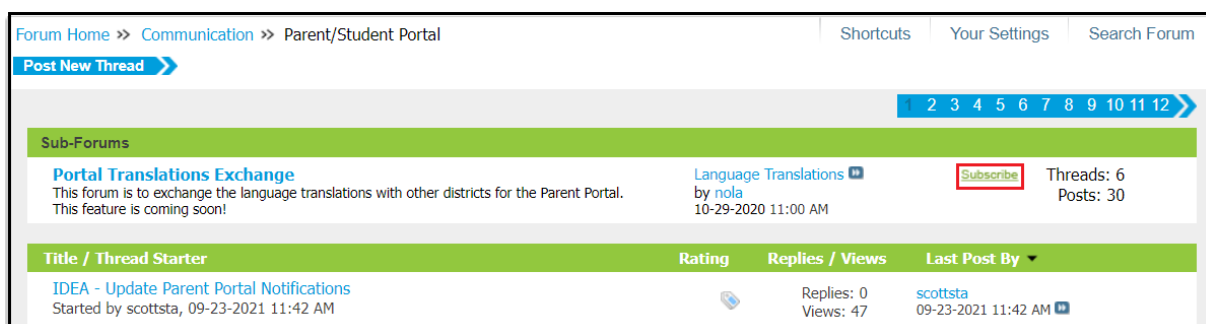 Forum Home >> Communication >> Parent/Student Portal
Shortcuts Your Settings Search Forum
Post New Thread
1 2 3 4 5 6 7 8 9 10 11 12
Sub-Forums
Portal Translations Exchange
This forum is to exchange the language translations with other districts for the Parent Portal.
This feature is coming soon!
Language Translations
by nola
10-29-2020 11:00 AM
Subscribe
Threads: 6
Posts: 30
Title / Thread Starter Rating Replies / Views Last Post By
IDEA - Update Parent Portal Notifications
Started by scottsta, 09-23-2021 11:42 AM
Replies: 0
Views: 47
scottsta
09-23-2021 11:42 AM